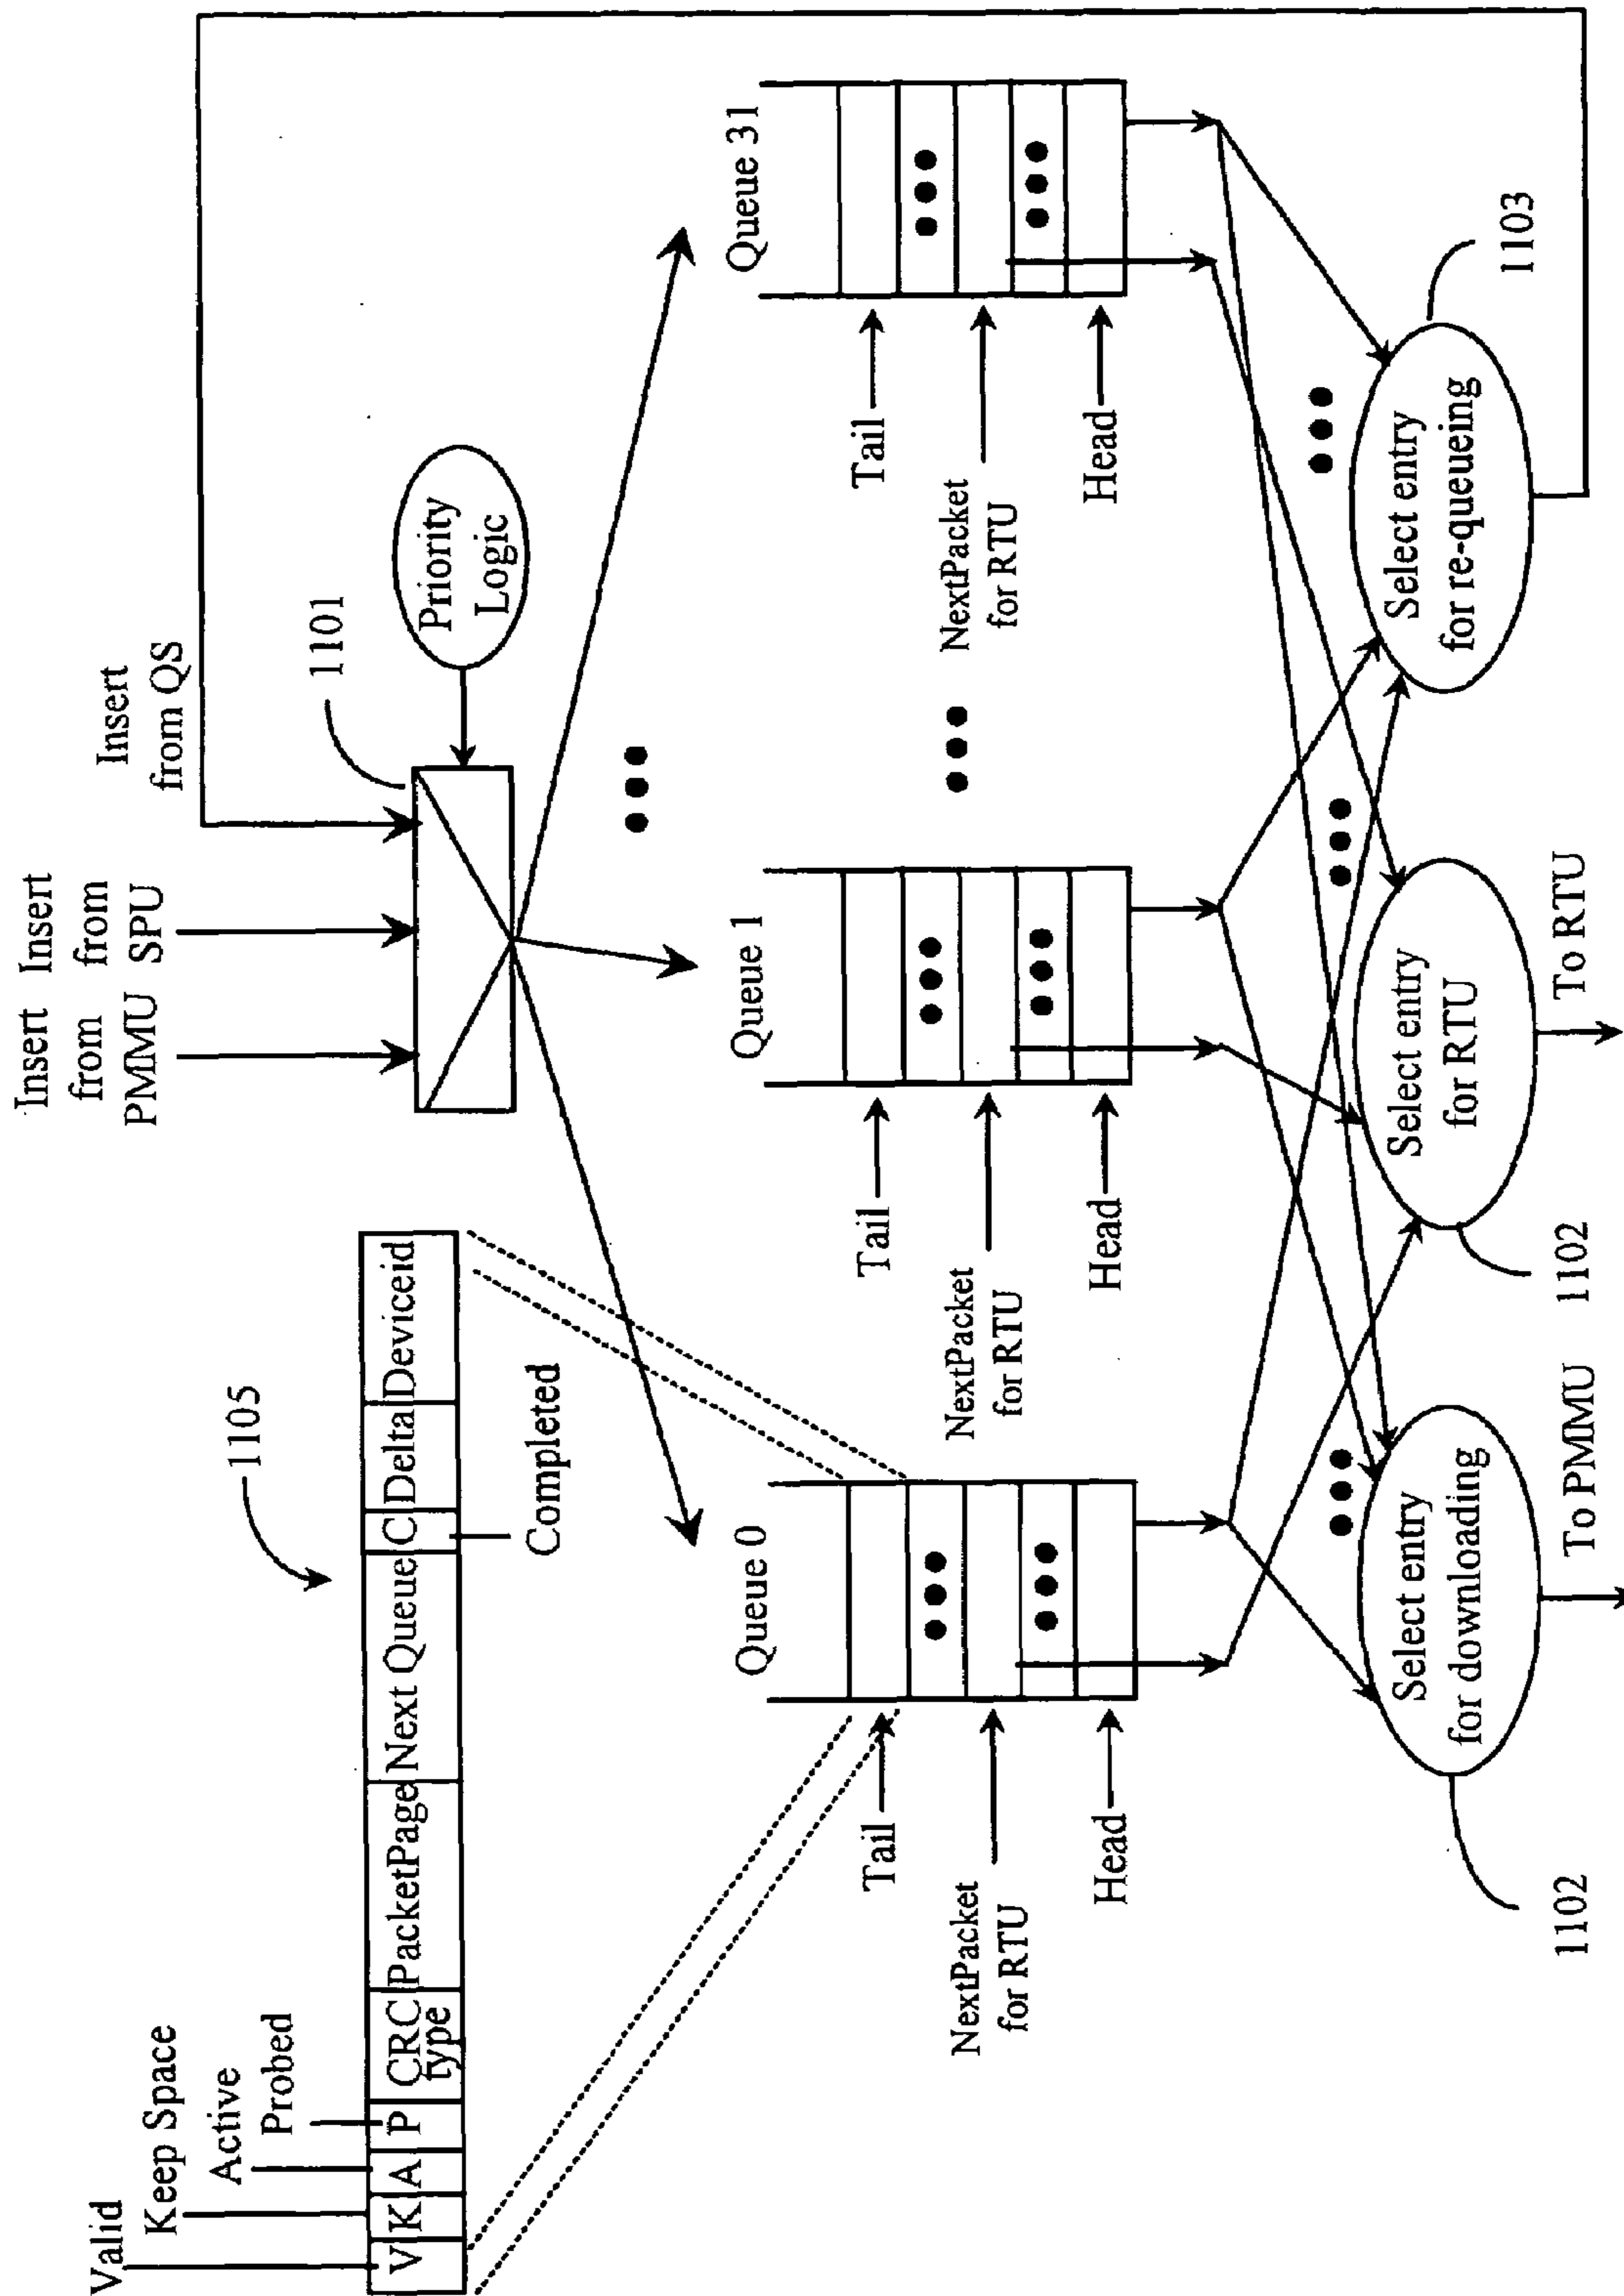 Valid
Keep Space
Active
Probed
V
K
A
P
CRC
type
PacketPage
Next Queue
C
Delta
Deviceid
Completed
1105
Insert
from
PMMU
Insert
from
SPU
Insert
from QS
1101
Priority
Logic
Queue 0
Tail
NextPacket
for RTU
Head
Queue 1
Tail
NextPacket
for RTU
Head
Queue 31
Tail
NextPacket
for RTU
Head
Select entry
for downloading
1102
To PMMU
Select entry
for RTU
1102
To RTU
Select entry
for re-queueing
1103